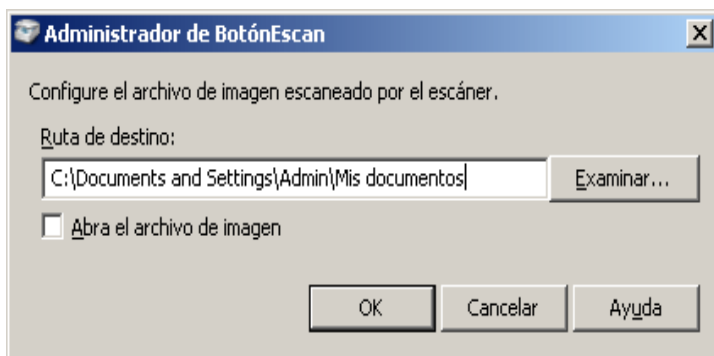 Administrador de BotónEscan
Configure el archivo de imagen escaneado por el escáner.
Ruta de destino:
C:\Documents and Settings\Admin\Mis documentos
Examinar...
Abra el archivo de imagen
OK
Cancelar
Ayuda